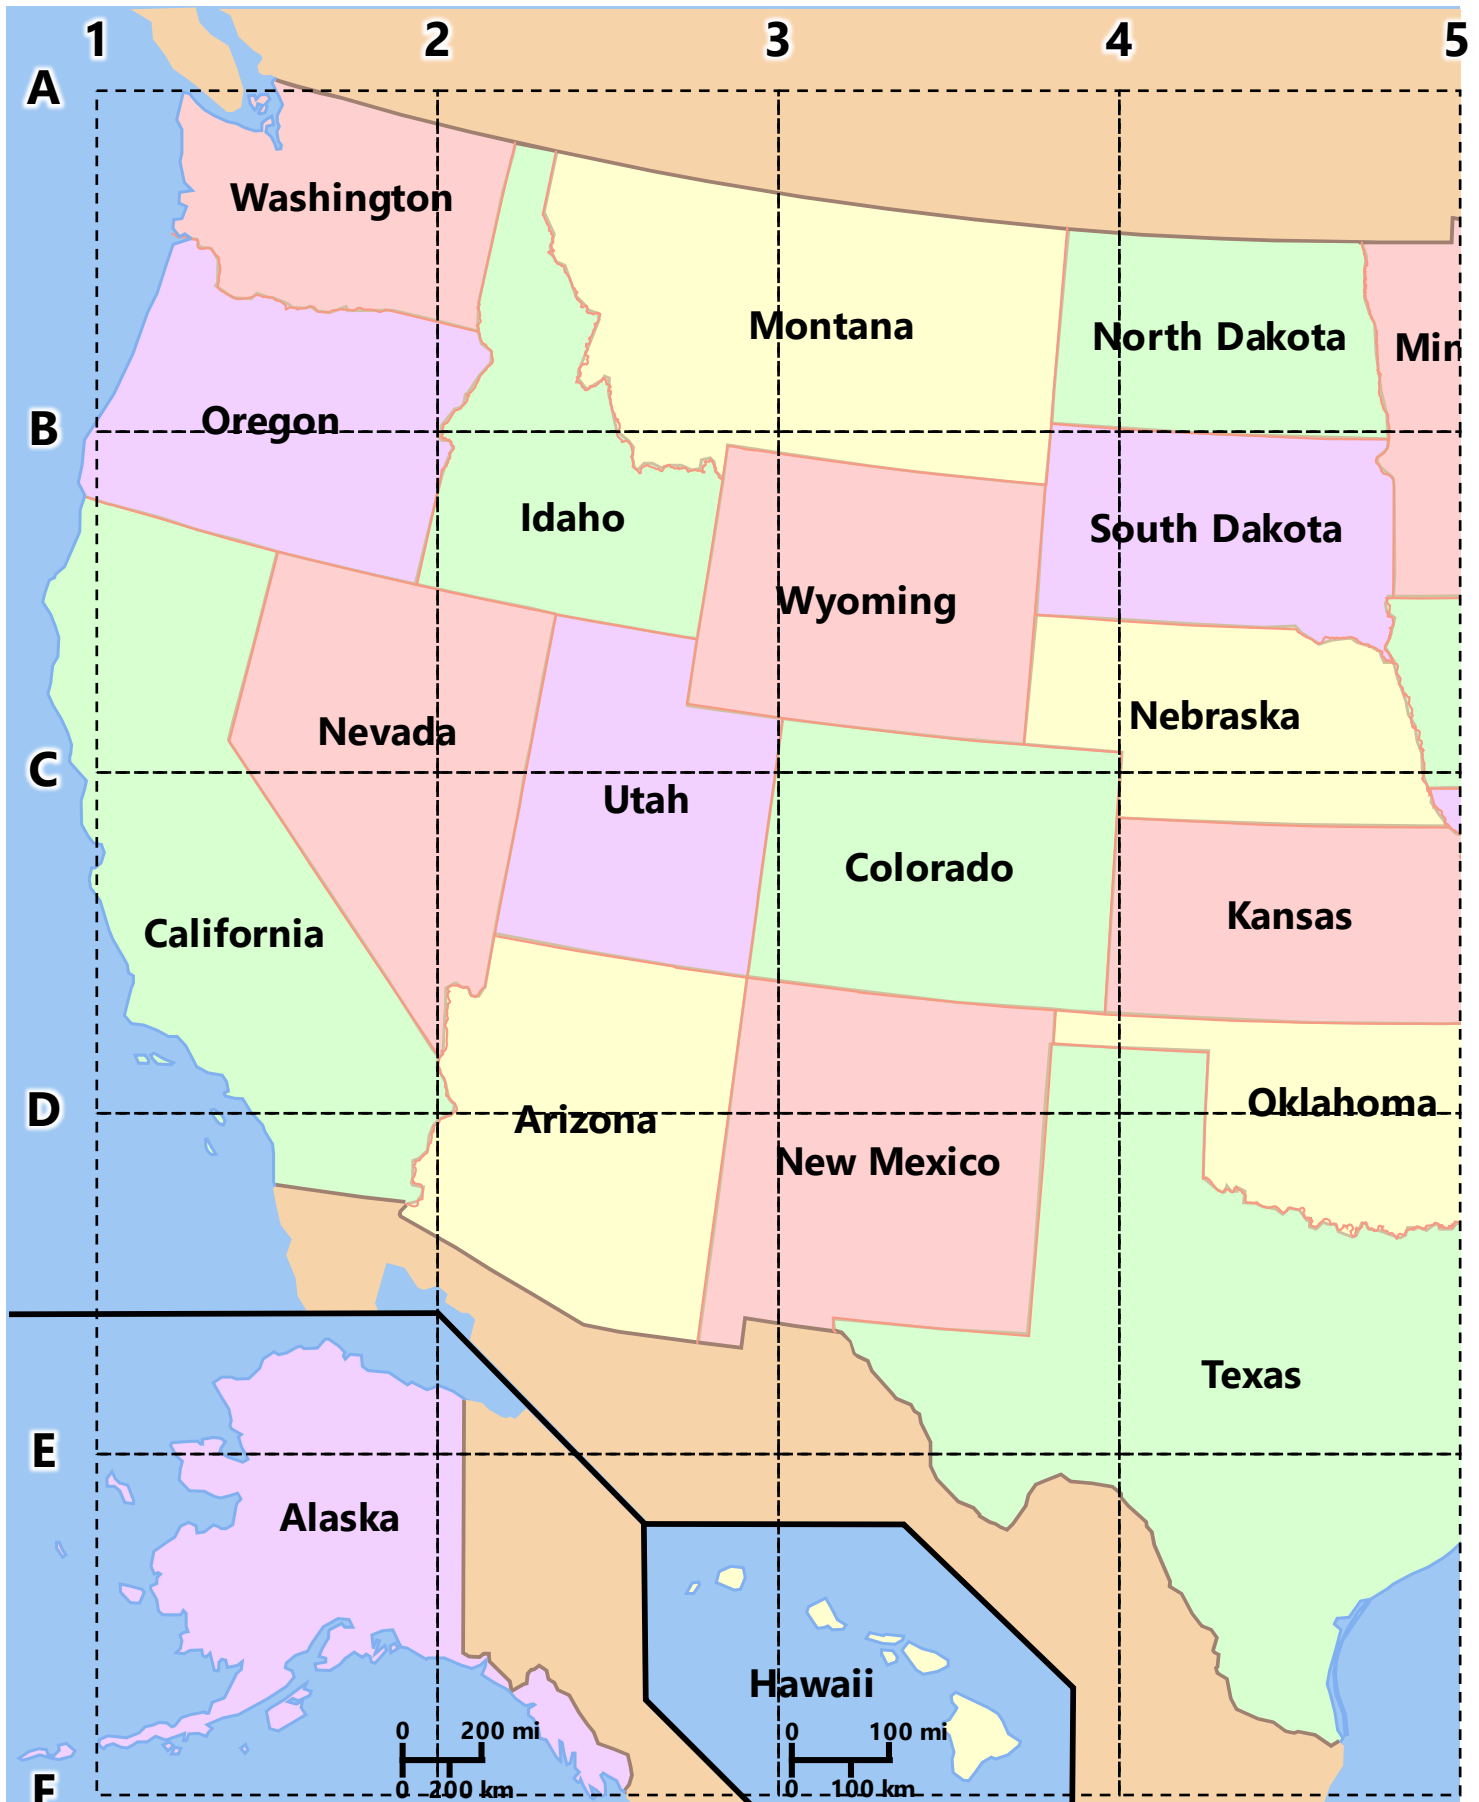 1 2 3 4 5
A
Washington
Montana
North Dakota
Min
B
Oregon
Idaho
South Dakota
Wyoming
Nebraska
Nevada
C
Utah
Colorado
Kansas
California
D
Arizona
Oklahoma
New Mexico
Texas
E
Alaska
Hawaii
0 200 mi
0 200 km
0 100 mi
0 100 km
F